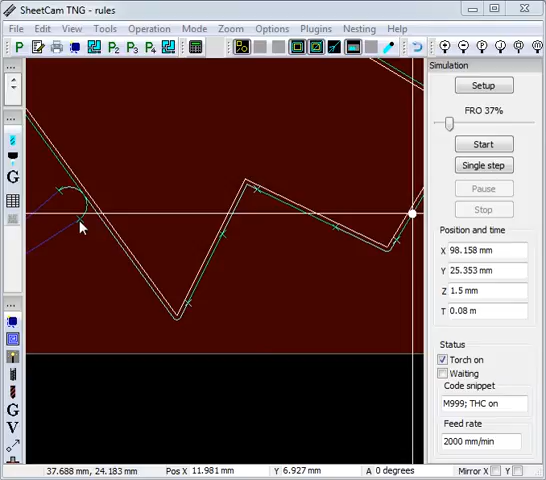 SheetCam TNG - rules
File Edit View Tools Mode Zoom Options Plugins Nesting Help
P P P2 P3 P4
Simulation
Setup
FRO 37%
Start
Single step
Pause
Stop
Position and time
X 98.158 mm
Y 25.353 mm
Z 1.5 mm
T 0.08 m
Status
Torch on
Waiting
Code snippet
M999; THC on
Feed rate
2000 mm/min
G
G
V
37.688 mm, 24.183 mm Pos X 11.981 mm Y 6.927 mm A 0 degrees Mirror X Y